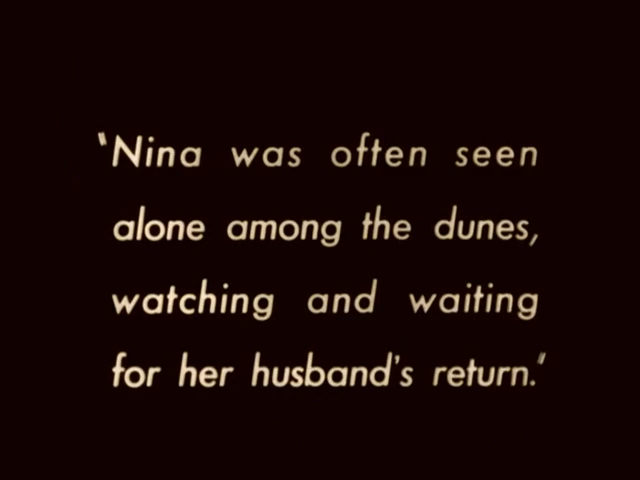 "Nina was often seen
alone among the dunes,
watching and waiting
for her husband's return."